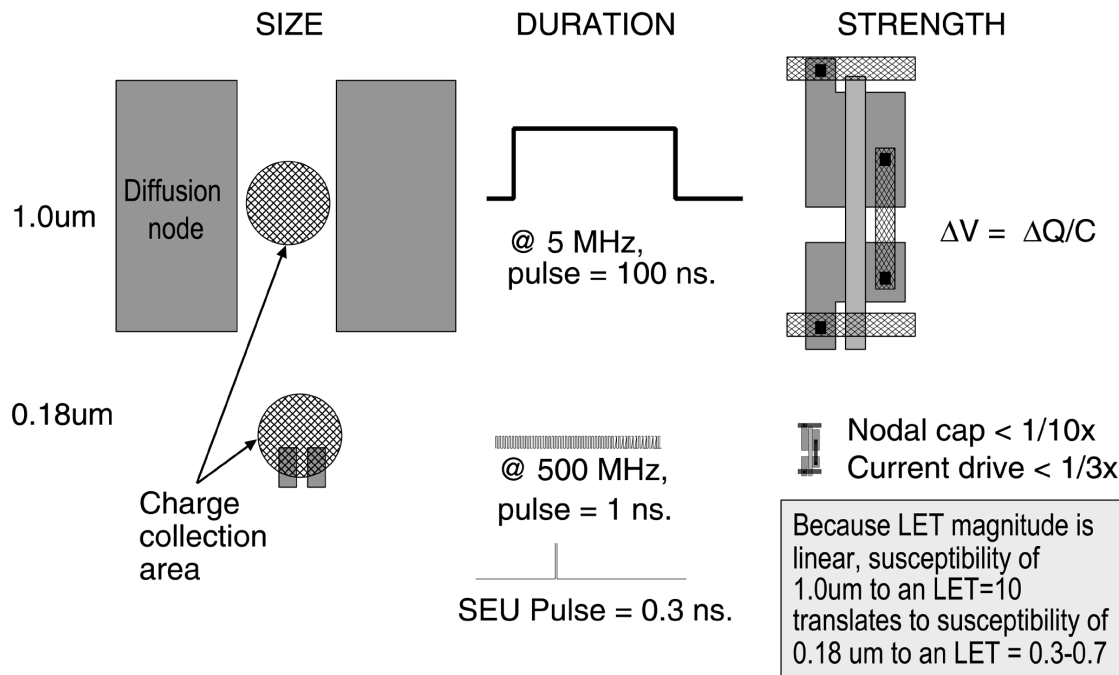 SIZE
DURATION
STRENGTH
1.0um
Diffusion
node
@ 5 MHz,
pulse = 100 ns.
ΔV = ΔQ/C
0.18um
Charge
collection
area
@ 500 MHz,
pulse = 1 ns.
SEU Pulse = 0.3 ns.
Nodal cap < 1/10x
Current drive < 1/3x
Because LET magnitude is
linear, susceptibility of
1.0um to an LET=10
translates to susceptibility of
0.18 um to an LET = 0.3-0.7